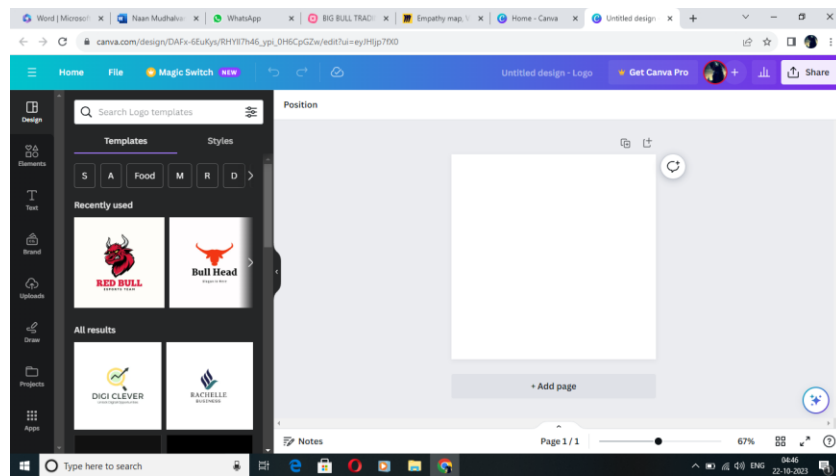 Word | Microsof
Naan Mudhalva
WhatsApp
BIG BULL TRADI
Empathy map, V
Home - Canva
Untitled design
canva.com/design/DAFx-6EuKys/RHYII7h46_ypi_0H6CpGZw/edit?ui=eyJHIjp7fX0
Home
File
Magic Switch
NEW
Untitled design - Logo
Get Canva Pro
Share
Design
Elements
Text
Brand
Uploads
Draw
Projects
Apps
Search Logo templates
Templates
Styles
S
A
Food
M
R
D
Recently used
RED BULL
ESPORTS TEAM
Bull Head
All results
DIGI CLEVER
RACHELLE
BUSINESS
Position
+ Add page
Notes
Page 1 / 1
67%
Type here to search
ENG
04:46
22-10-2023